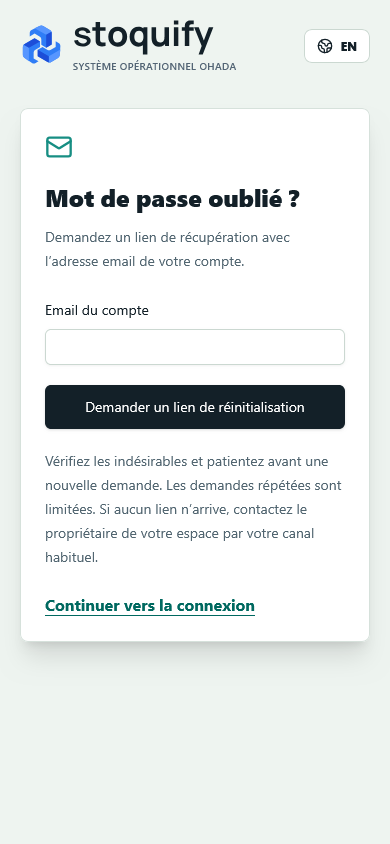 stoquify
SYSTÈME OPÉRATIONNEL OHADA
EN
Mot de passe oublié ?
Demandez un lien de récupération avec
l’adresse email de votre compte.
Email du compte
Demander un lien de réinitialisation
Vérifiez les indésirables et patientez avant une
nouvelle demande. Les demandes répétées sont
limitées. Si aucun lien n’arrive, contactez le
propriétaire de votre espace par votre canal
habituel.
Continuer vers la connexion